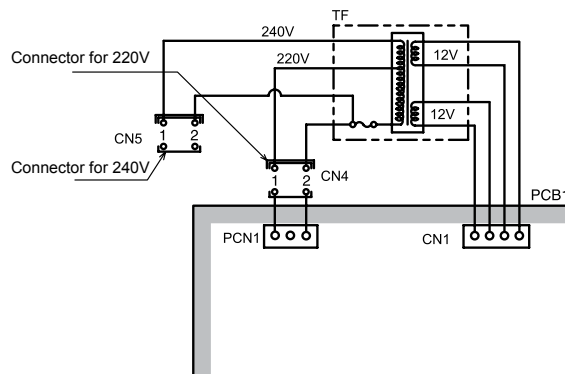 TF
240V
Connector for 220V
220V
12V
12V
CN5
1 2
Connector for 240V
1 2
CN4
PCB1
PCN1
CN1